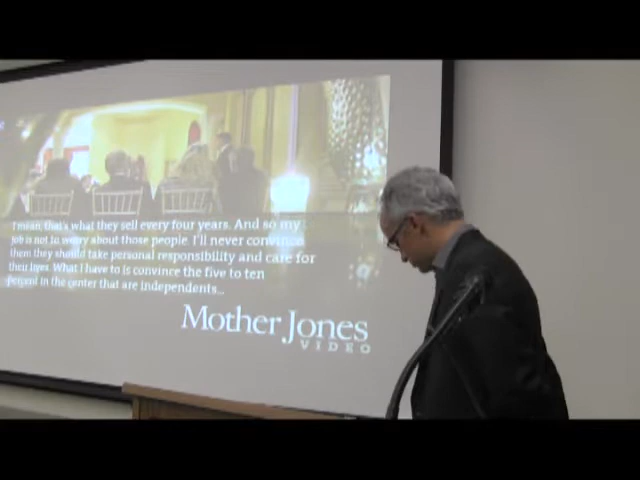 I mean, that's what they sell every four years. And so my
job is not to worry about those people. I'll never convince
them they should take personal responsibility and care for
their lives. What I have to is convince the five to ten
percent in the center that are independents...
Mother Jones
VIDEO